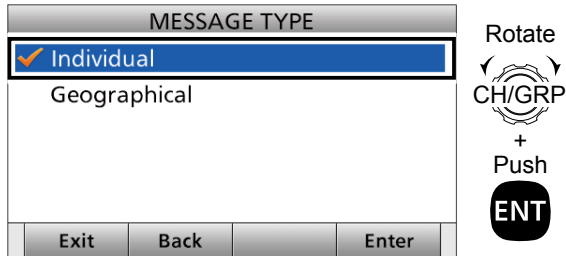 MESSAGE TYPE
Individual
Geographical
Exit Back Enter
Rotate
CH/GRP
+
Push
ENT